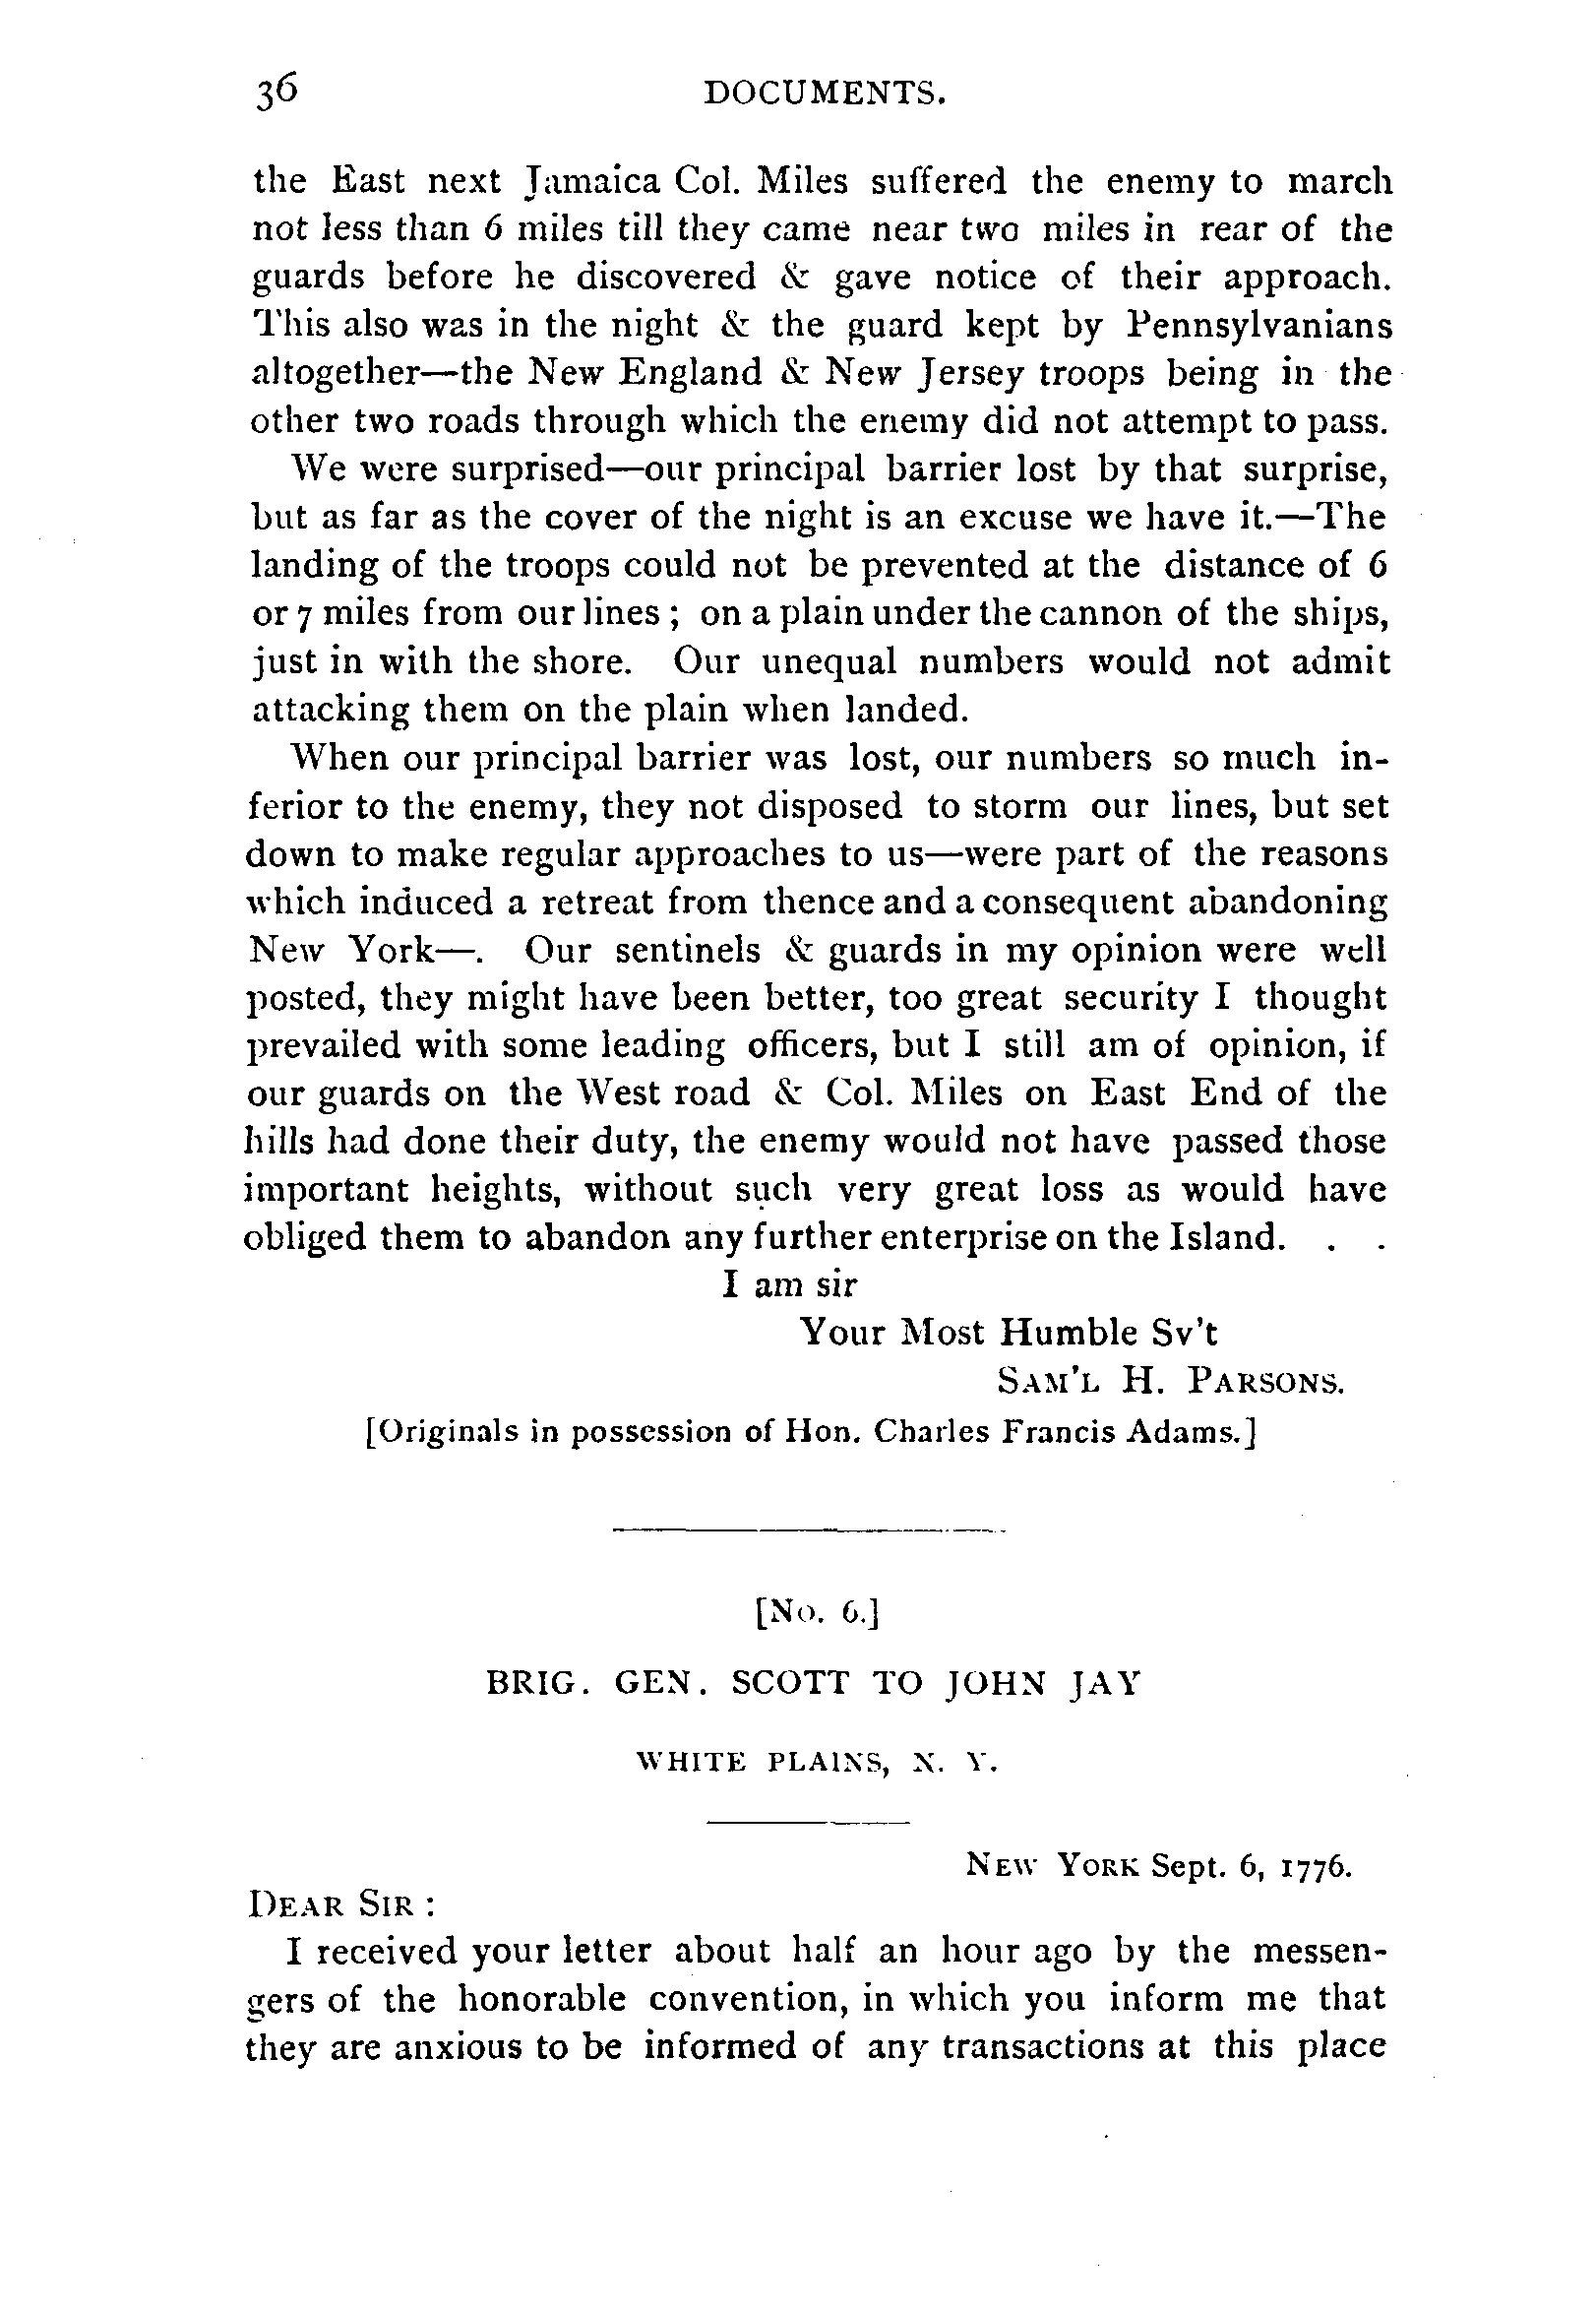 36 DOCUMENTS.
the East next Jamaica Col. Miles suffered the enemy to march
not less than 6 miles till they came near two miles in rear of the
guards before he discovered & gave notice of their approach.
This also was in the night & the guard kept by Pennsylvanians
altogether—the New England & New Jersey troops being in the
other two roads through which the enemy did not attempt to pass.
We were surprised—our principal barrier lost by that surprise,
but as far as the cover of the night is an excuse we have it.—The
landing of the troops could not be prevented at the distance of 6
or 7 miles from our lines ; on a plain under the cannon of the ships,
just in with the shore. Our unequal numbers would not admit
attacking them on the plain when landed.
When our principal barrier was lost, our numbers so much in-
ferior to the enemy, they not disposed to storm our lines, but set
down to make regular approaches to us—were part of the reasons
which induced a retreat from thence and a consequent abandoning
New York—. Our sentinels & guards in my opinion were well
posted, they might have been better, too great security I thought
prevailed with some leading officers, but I still am of opinion, if
our guards on the West road & Col. Miles on East End of the
hills had done their duty, the enemy would not have passed those
important heights, without such very great loss as would have
obliged them to abandon any further enterprise on the Island. . .
I am sir
Your Most Humble Sv't
SAM'L H. PARSONS.
[Originals in possession of Hon. Charles Francis Adams.]
[No. 6.]
BRIG. GEN. SCOTT TO JOHN JAY
WHITE PLAINS, N. Y.
NEW YORK Sept. 6, 1776.
DEAR SIR :
I received your letter about half an hour ago by the messen-
gers of the honorable convention, in which you inform me that
they are anxious to be informed of any transactions at this place